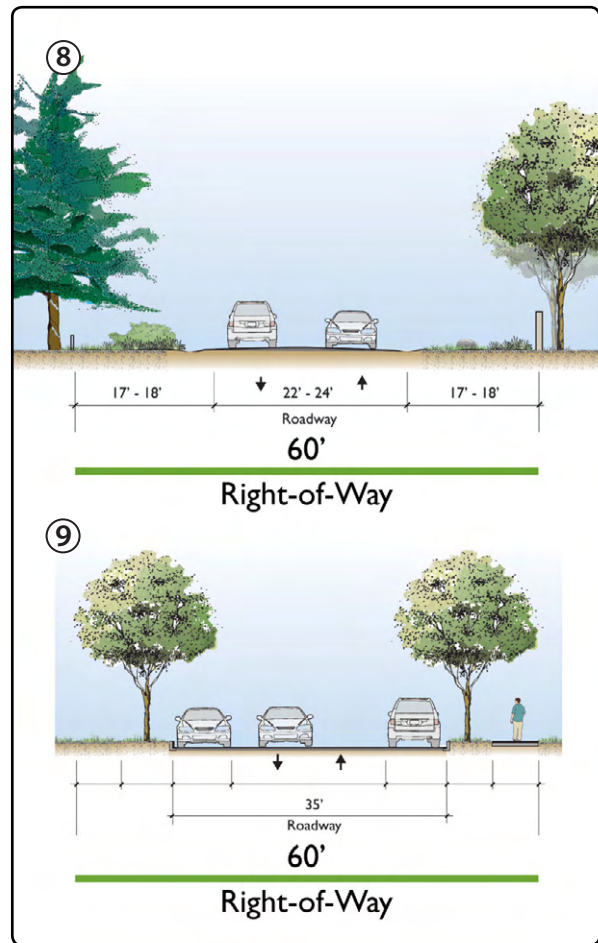 ⑧
17' - 18' 22' - 24' 17' - 18'
Roadway
60'
Right-of-Way
⑨
35'
Roadway
60'
Right-of-Way